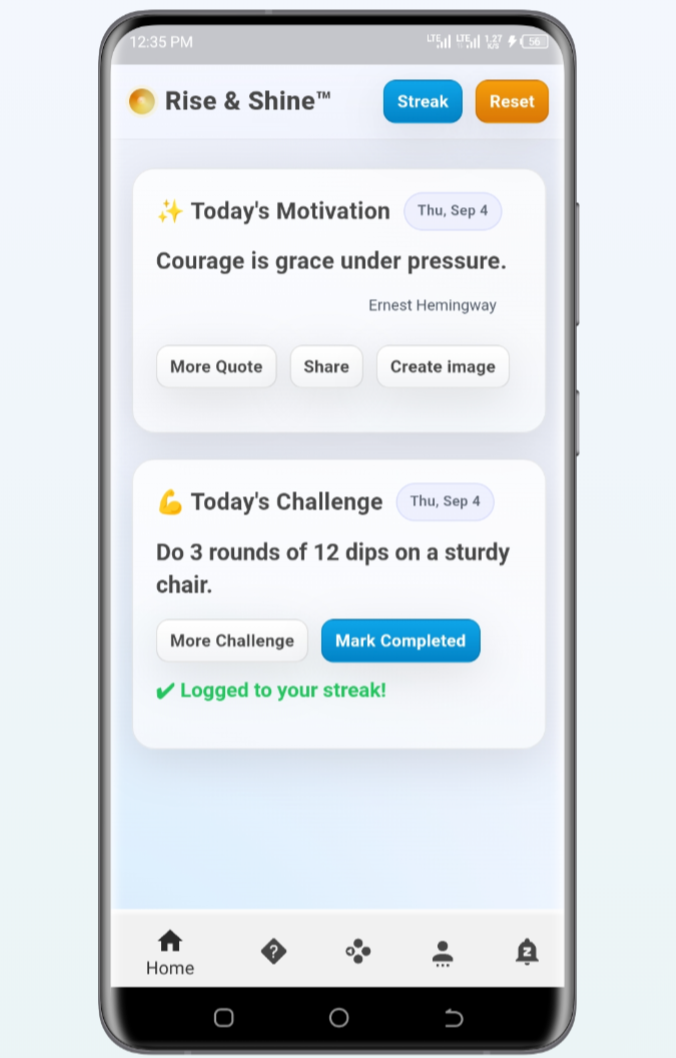 12:35 PM
LTE LTE 1.27 K/s 56
Rise & Shine™
Streak
Reset
✨ Today's Motivation
Thu, Sep 4
Courage is grace under pressure.
Ernest Hemingway
More Quote
Share
Create image
💪 Today's Challenge
Thu, Sep 4
Do 3 rounds of 12 dips on a sturdy
chair.
More Challenge
Mark Completed
✔ Logged to your streak!
?
Z
Home